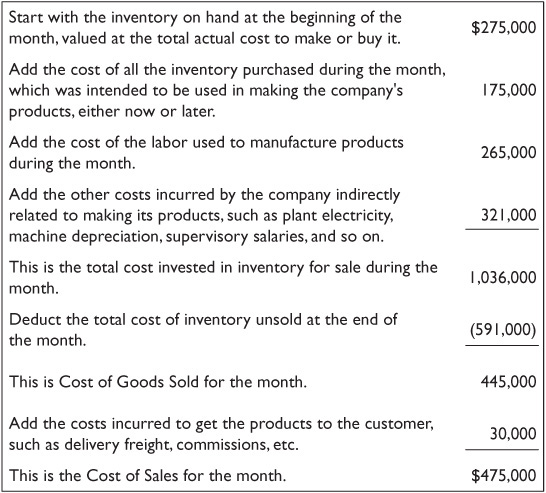 Start with the inventory on hand at the beginning of the
month, valued at the total actual cost to make or buy it. $275,000
Add the cost of all the inventory purchased during the month,
which was intended to be used in making the company's 175,000
products, either now or later.
Add the cost of the labor used to manufacture products
during the month. 265,000
Add the other costs incurred by the company indirectly
related to making its products, such as plant electricity, 321,000
machine depreciation, supervisory salaries, and so on.
This is the total cost invested in inventory for sale during the
month. 1,036,000
Deduct the total cost of inventory unsold at the end of
the month. (591,000)
This is Cost of Goods Sold for the month. 445,000
Add the costs incurred to get the products to the customer,
such as delivery freight, commissions, etc. 30,000
This is the Cost of Sales for the month. $475,000